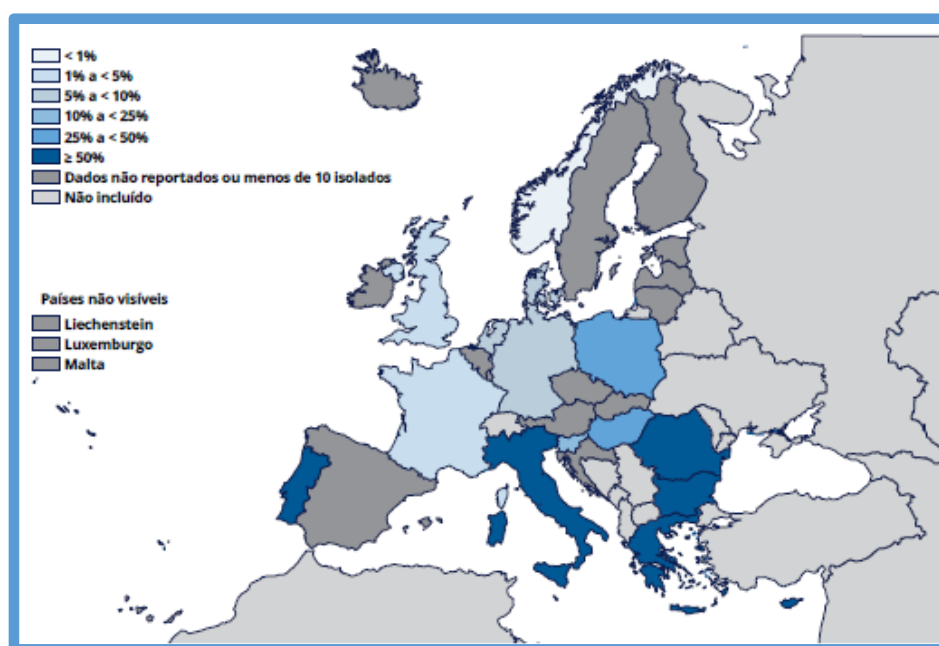 < 1%
1% a < 5%
5% a < 10%
10% a < 25%
25% a < 50%
≥ 50%
Dados não reportados ou menos de 10 isolados
Não incluído
Países não visíveis
Liechenstein
Luxemburgo
Malta